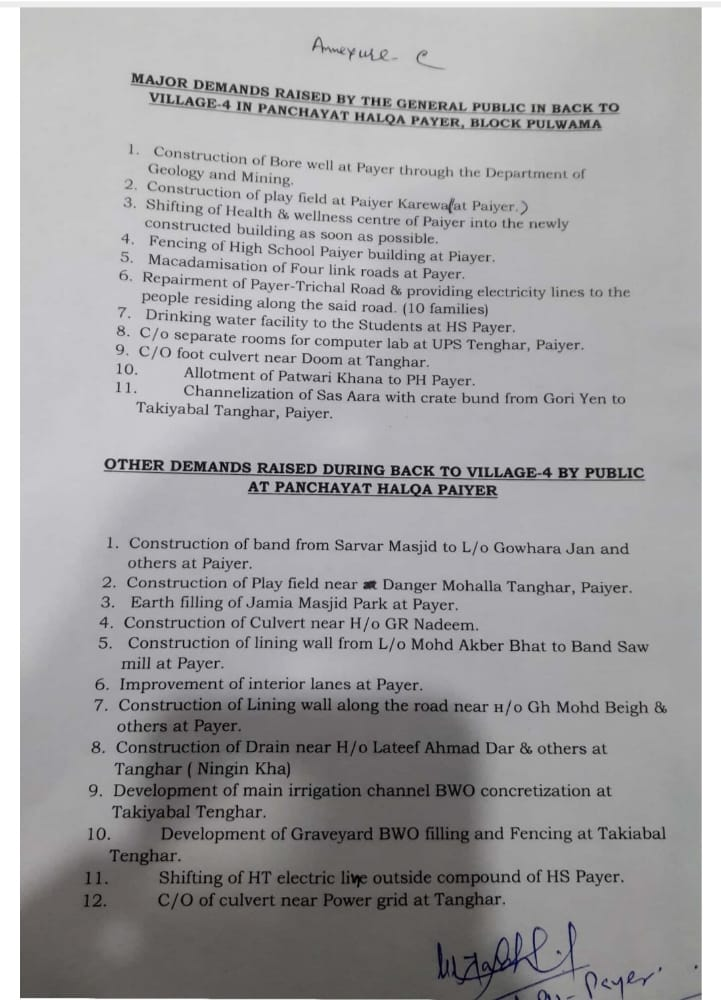 Annexure - C
MAJOR DEMANDS RAISED BY THE GENERAL PUBLIC IN BACK TO
VILLAGE-4 IN PANCHAYAT HALQA PAYER, BLOCK PULWAMA
1. Construction of Bore well at Payer through the Department of
Geology and Mining.
2. Construction of play field at Paiyer Karewa(at Paiyer.)
3. Shifting of Health & wellness centre of Paiyer into the newly
constructed building as soon as possible.
4. Fencing of High School Paiyer building at Piayer.
5. Macadamisation of Four link roads at Payer.
6. Repairment of Payer-Trichal Road & providing electricity lines to the
people residing along the said road. (10 families)
7. Drinking water facility to the Students at HS Payer.
8. C/o separate rooms for computer lab at UPS Tenghar, Paiyer.
9. C/O foot culvert near Doom at Tanghar.
10. Allotment of Patwari Khana to PH Payer.
11. Channelization of Sas Aara with crate bund from Gori Yen to
Takiyabal Tanghar, Paiyer.
OTHER DEMANDS RAISED DURING BACK TO VILLAGE-4 BY PUBLIC
AT PANCHAYAT HALQA PAIYER
1. Construction of band from Sarvar Masjid to L/o Gowhara Jan and
others at Paiyer.
2. Construction of Play field near Danger Mohalla Tanghar, Paiyer.
3. Earth filling of Jamia Masjid Park at Payer.
4. Construction of Culvert near H/o GR Nadeem.
5. Construction of lining wall from L/o Mohd Akber Bhat to Band Saw
mill at Payer.
6. Improvement of interior lanes at Payer.
7. Construction of Lining wall along the road near H/o Gh Mohd Beigh &
others at Payer.
8. Construction of Drain near H/o Lateef Ahmad Dar & others at
Tanghar ( Ningin Kha)
9. Development of main irrigation channel BWO concretization at
Takiyabal Tenghar.
10. Development of Graveyard BWO filling and Fencing at Takiabal
Tenghar.
11. Shifting of HT electric line outside compound of HS Payer.
12. C/O of culvert near Power grid at Tanghar.
Payer